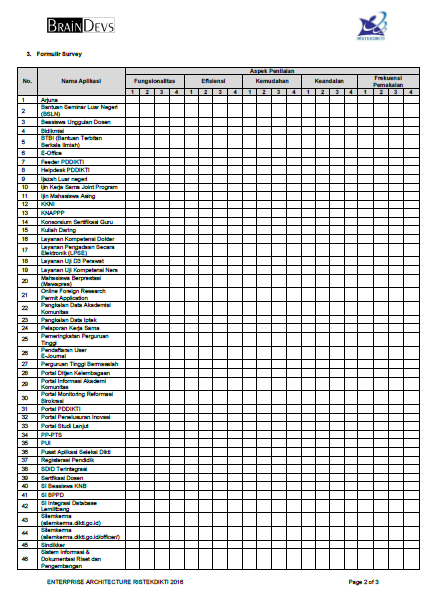 BRAINDEVS
RISTEKDIKTI
3. Formulir Survey
No. Nama Aplikasi Aspek Penilaian
Fungsionalitas Efisiensi Kemudahan Keandalan Frekuensi
Pemakaian
1 2 3 4 1 2 3 4 1 2 3 4 1 2 3 4 1 2 3 4
1 Arjuna
2 Bantuan Seminar Luar Negeri
(BSLN)
3 Beasiswa Unggulan Dosen
4 Bidikmisi
5 BTBI (Bantuan Terbitan
Berkala Ilmiah)
6 E-Office
7 Feeder PDDIKTI
8 Helpdesk PDDIKTI
9 Ijazah Luar negeri
10 Ijin Kerja Sama Joint Program
11 Ijin Mahasiswa Asing
12 KKNI
13 KNAPPP
14 Konsorsium Sertifikasi Guru
15 Kuliah Daring
16 Layanan Kompetensi Dokter
17 Layanan Pengadaan Secara
Elektronik (LPSE)
18 Layanan Uji D3 Perawat
19 Layanan Uji Kompetensi Ners
20 Mahasiswa Berprestasi
(Mawapres)
21 Online Foreign Research
Permit Application
22 Pangkalan Data Akademisi
Komunitas
23 Pangkalan Data Iptek
24 Pelaporan Kerja Sama
25 Pemeringkatan Perguruan
Tinggi
26 Pendaftaran User
E-Journal
27 Perguruan Tinggi Bermasalah
28 Portal Ditjen Kelembagaan
29 Portal Informasi Akademi
Komunitas
30 Portal Monitoring Reformasi
Birokrasi
31 Portal PDDIKTI
32 Portal Penelusuran Inovasi
33 Portal Studi Lanjut
34 PP-PTS
35 PUI
36 Pusat Aplikasi Seleksi Dikti
37 Registerasi Pendidik
38 SDID Terintegrasi
39 Sertifikasi Dosen
40 SI Beasiswa KNB
41 SI BPPD
42 SI Integrasi Database
Lemlitbang
43 Silemkerma
(silemkerma.dikti.go.id)
44 Silemkerma
(silemkerma.dikti.go.id/officer/)
45 Sindikker
46 Sistem Informasi &
Dokumentasi Riset dan
Pengembangan
ENTERPRISE ARCHITECTURE RISTEKDIKTI 2016 Page 2 of 3